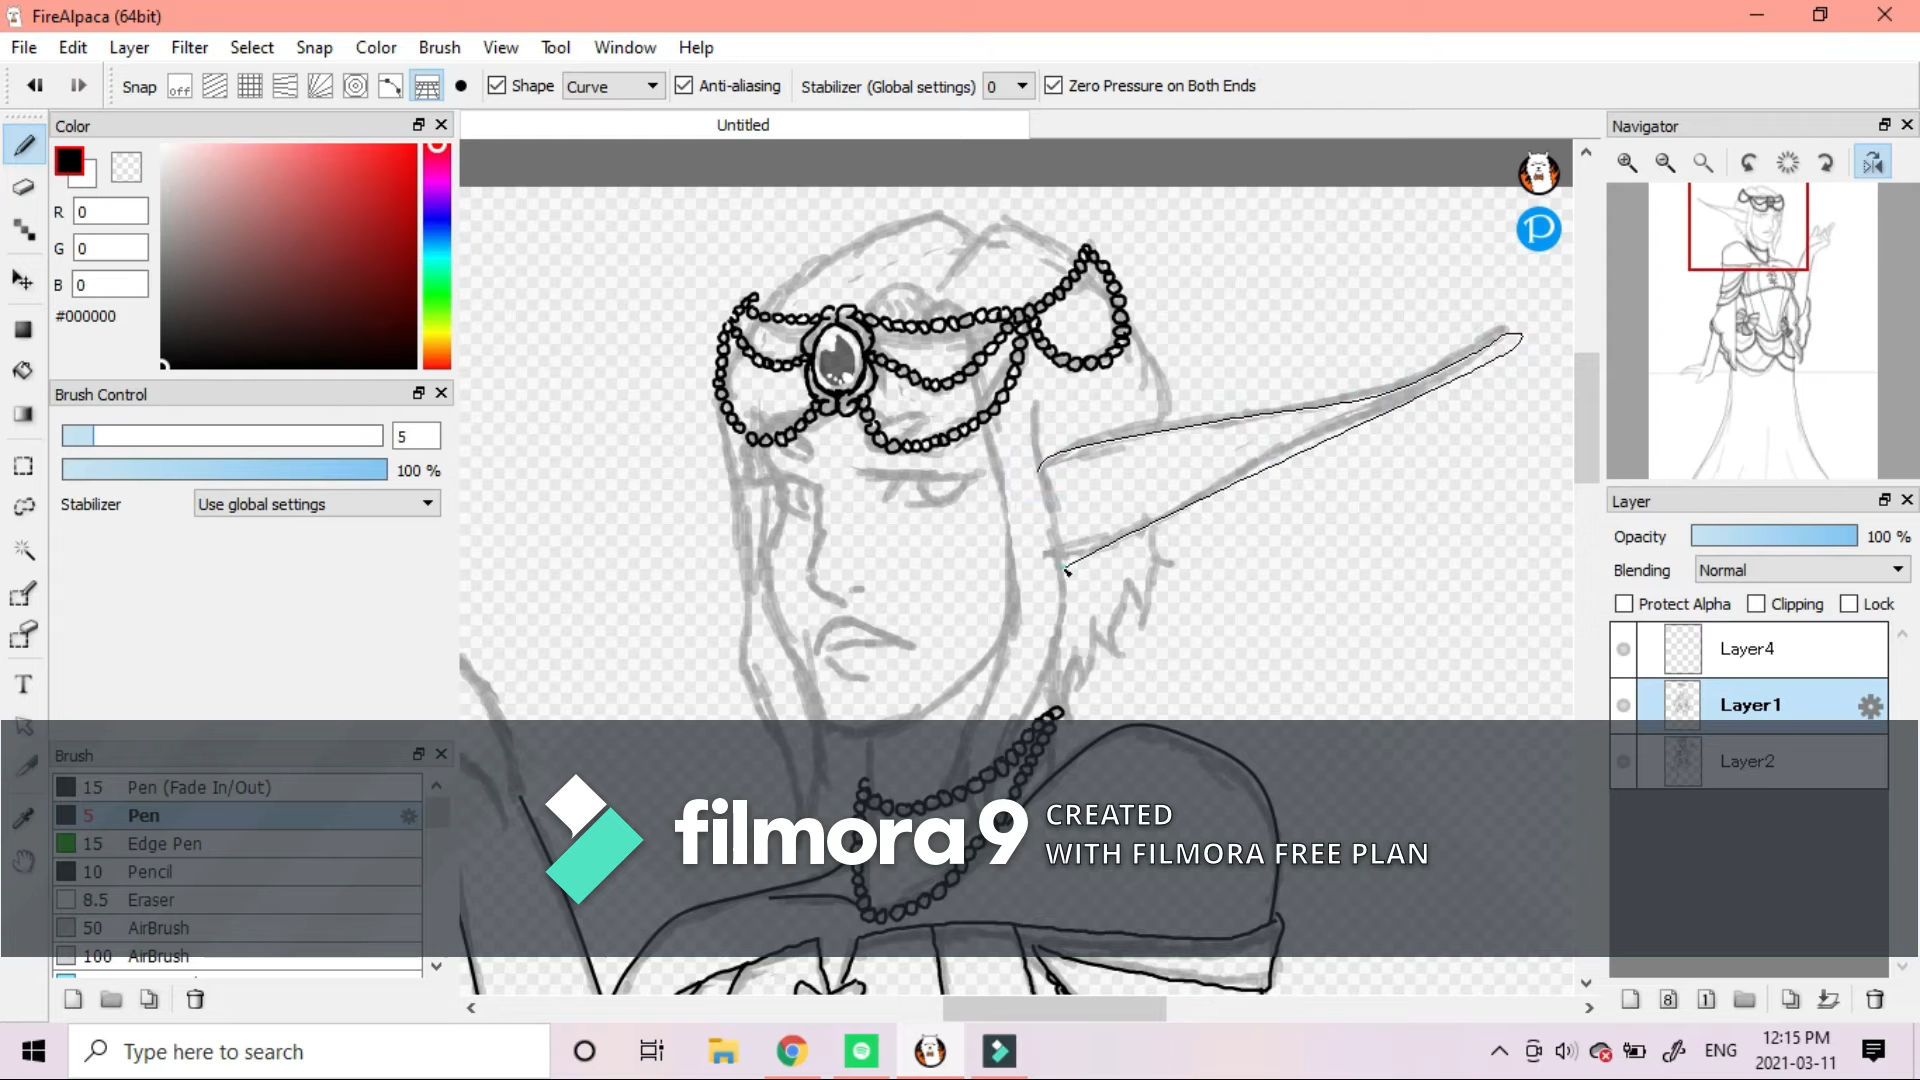 FireAlpaca (64bit)
File Edit Layer Filter Select Snap Color Brush View Tool Window Help
Snap off Shape Curve Anti-aliasing Stabilizer (Global settings) 0 Zero Pressure on Both Ends
Color
Untitled
Navigator
R 0
G 0
B 0
#000000
P
Brush Control
5
100 %
Stabilizer Use global settings
Layer
Opacity 100 %
Blending Normal
Protect Alpha Clipping Lock
Layer4
Layer1
Layer2
T
Brush
15 Pen (Fade In/Out)
5 Pen
15 Edge Pen
10 Pencil
8.5 Eraser
50 AirBrush
100 AirBrush
filmora9
CREATED
WITH FILMORA FREE PLAN
8 1
Type here to search
ENG
12:15 PM
2021-03-11